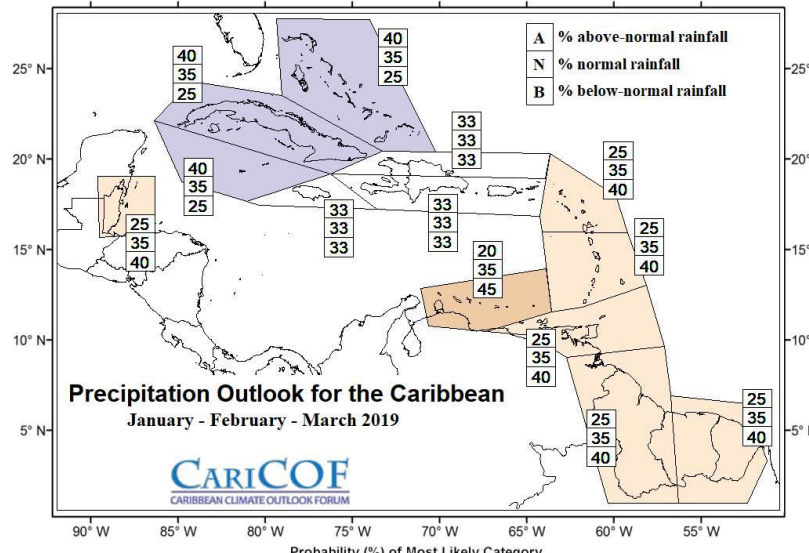 A % above-normal rainfall
N % normal rainfall
B % below-normal rainfall
25° N
25°
20° N
20°
15° N
15°
10° N
10°
5° N
5° N
40
35
25
40
35
25
40
35
25
33
33
33
33
33
33
33
33
33
25
35
40
25
35
40
25
35
40
20
35
45
25
35
40
25
35
40
25
35
40
Precipitation Outlook for the Caribbean
January - February - March 2019
CARICOF
CARIBBEAN CLIMATE OUTLOOK FORUM
90° W 85° W 80° W 75° W 70° W 65° W 60° W 55° W
Probability (%) of Most Likely Category